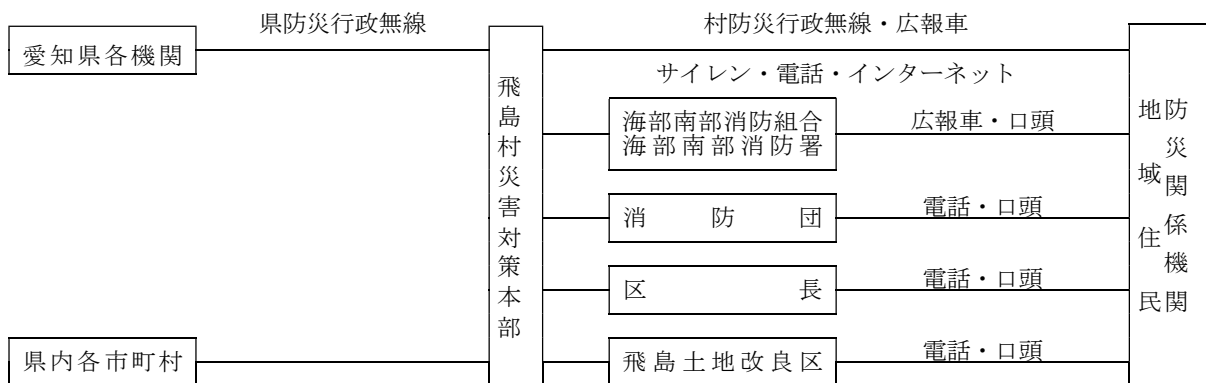 県防災行政無線
村防災行政無線・広報車
愛知県各機関
サイレン・電話・インターネット
飛島村災害対策本部
海部南部消防組合
海部南部消防署
広報車・口頭
消防団
電話・口頭
区長
電話・口頭
県内各市町村
飛島土地改良区
電話・口頭
防災関係機関
地域住民